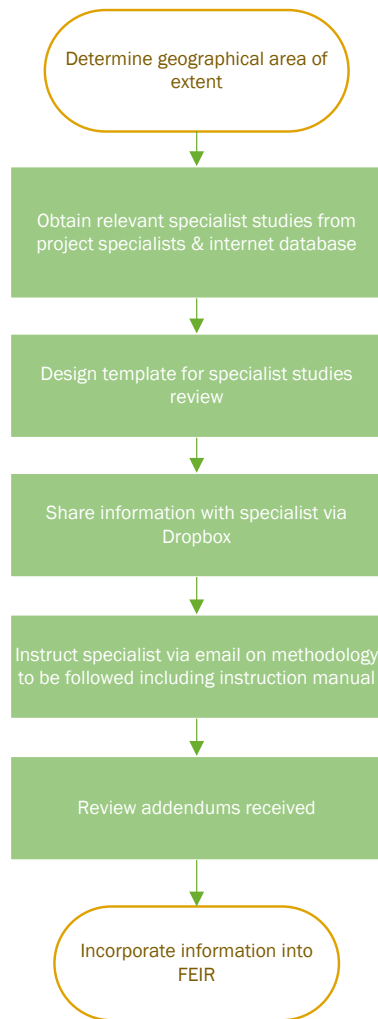 Determine geographical area of
extent
Obtain relevant specialist studies from
project specialists & internet database
Design template for specialist studies
review
Share information with specialist via
Dropbox
Instruct specialist via email on methodology
to be followed including instruction manual
Review addendums received
Incorporate information into
FEIR